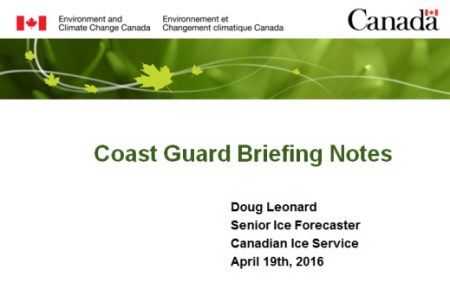 Environment and
Climate Change Canada
Environnement et
Changement climatique Canada
Canada
Coast Guard Briefing Notes
Doug Leonard
Senior Ice Forecaster
Canadian Ice Service
April 19th, 2016